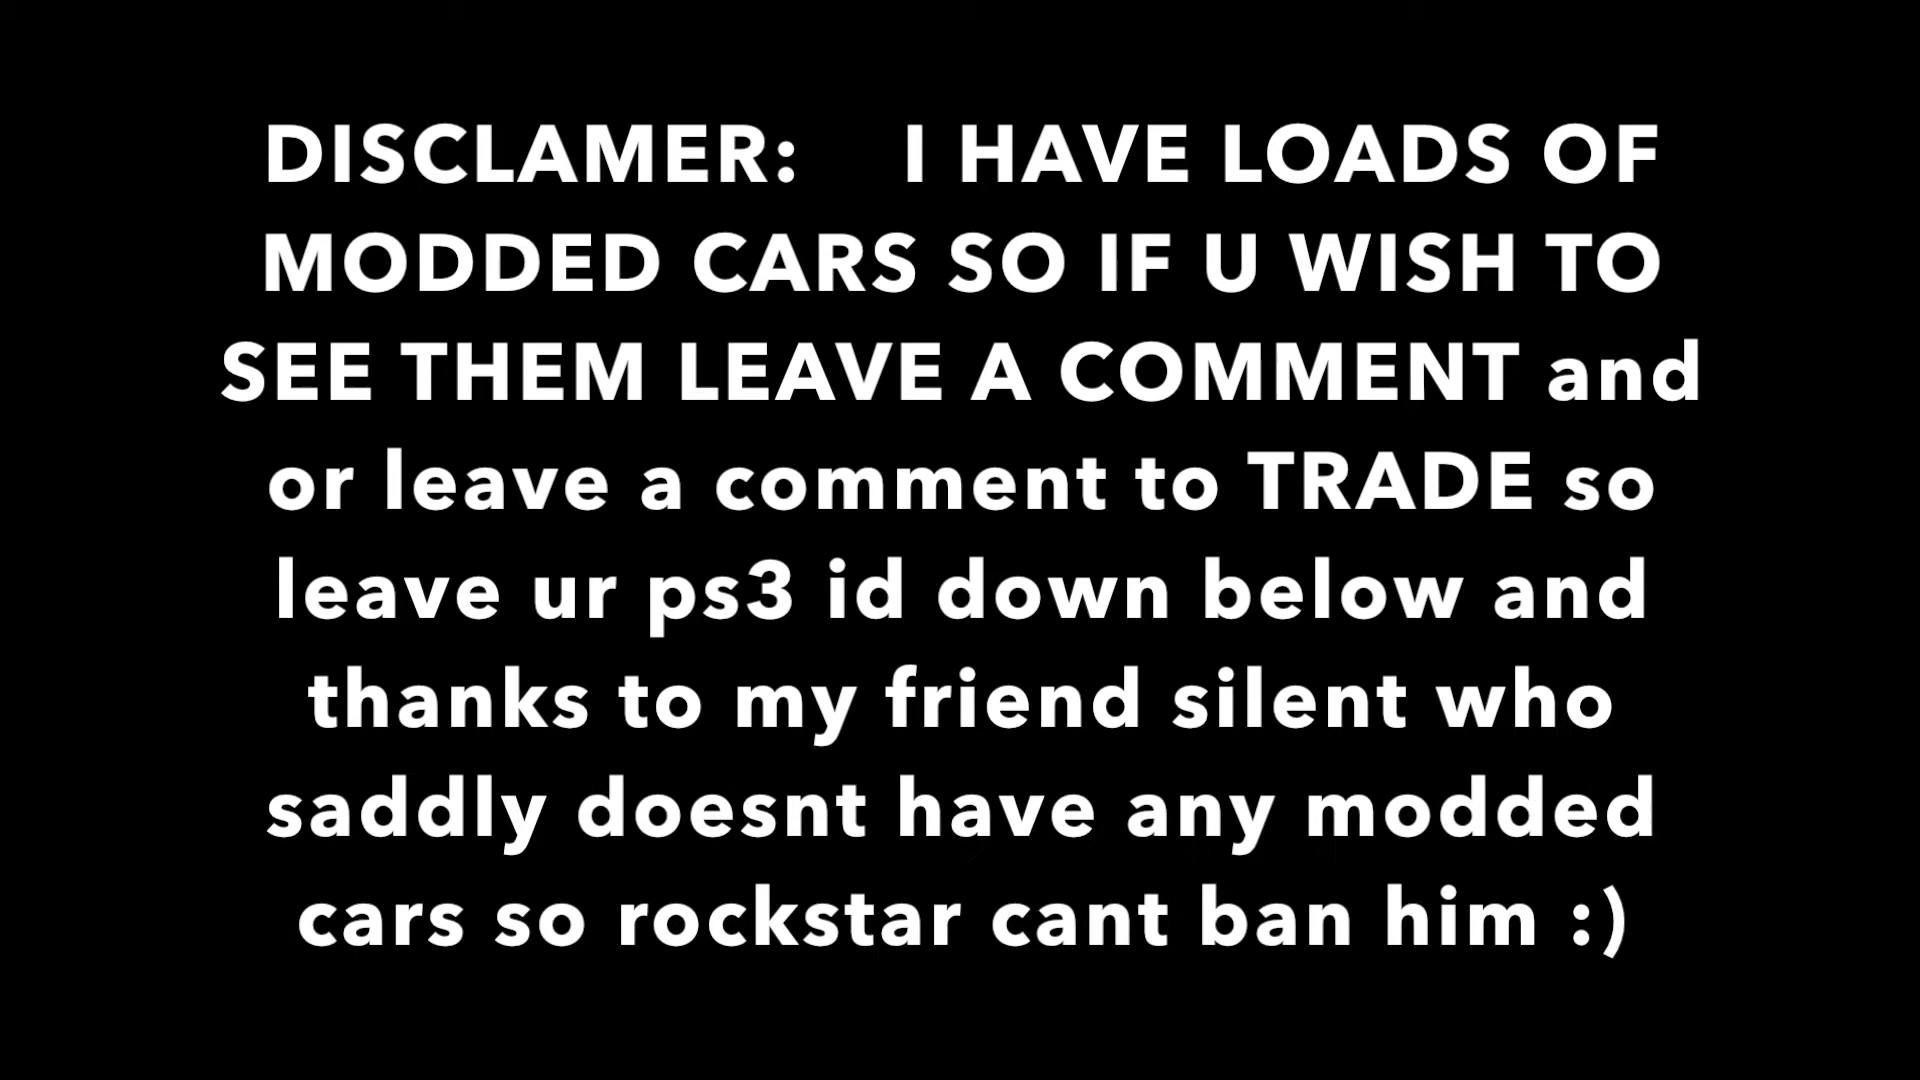 DISCLAMER: I HAVE LOADS OF
MODDED CARS SO IF U WISH TO
SEE THEM LEAVE A COMMENT and
or leave a comment to TRADE so
leave ur ps3 id down below and
thanks to my friend silent who
saddly doesnt have any modded
cars so rockstar cant ban him :)